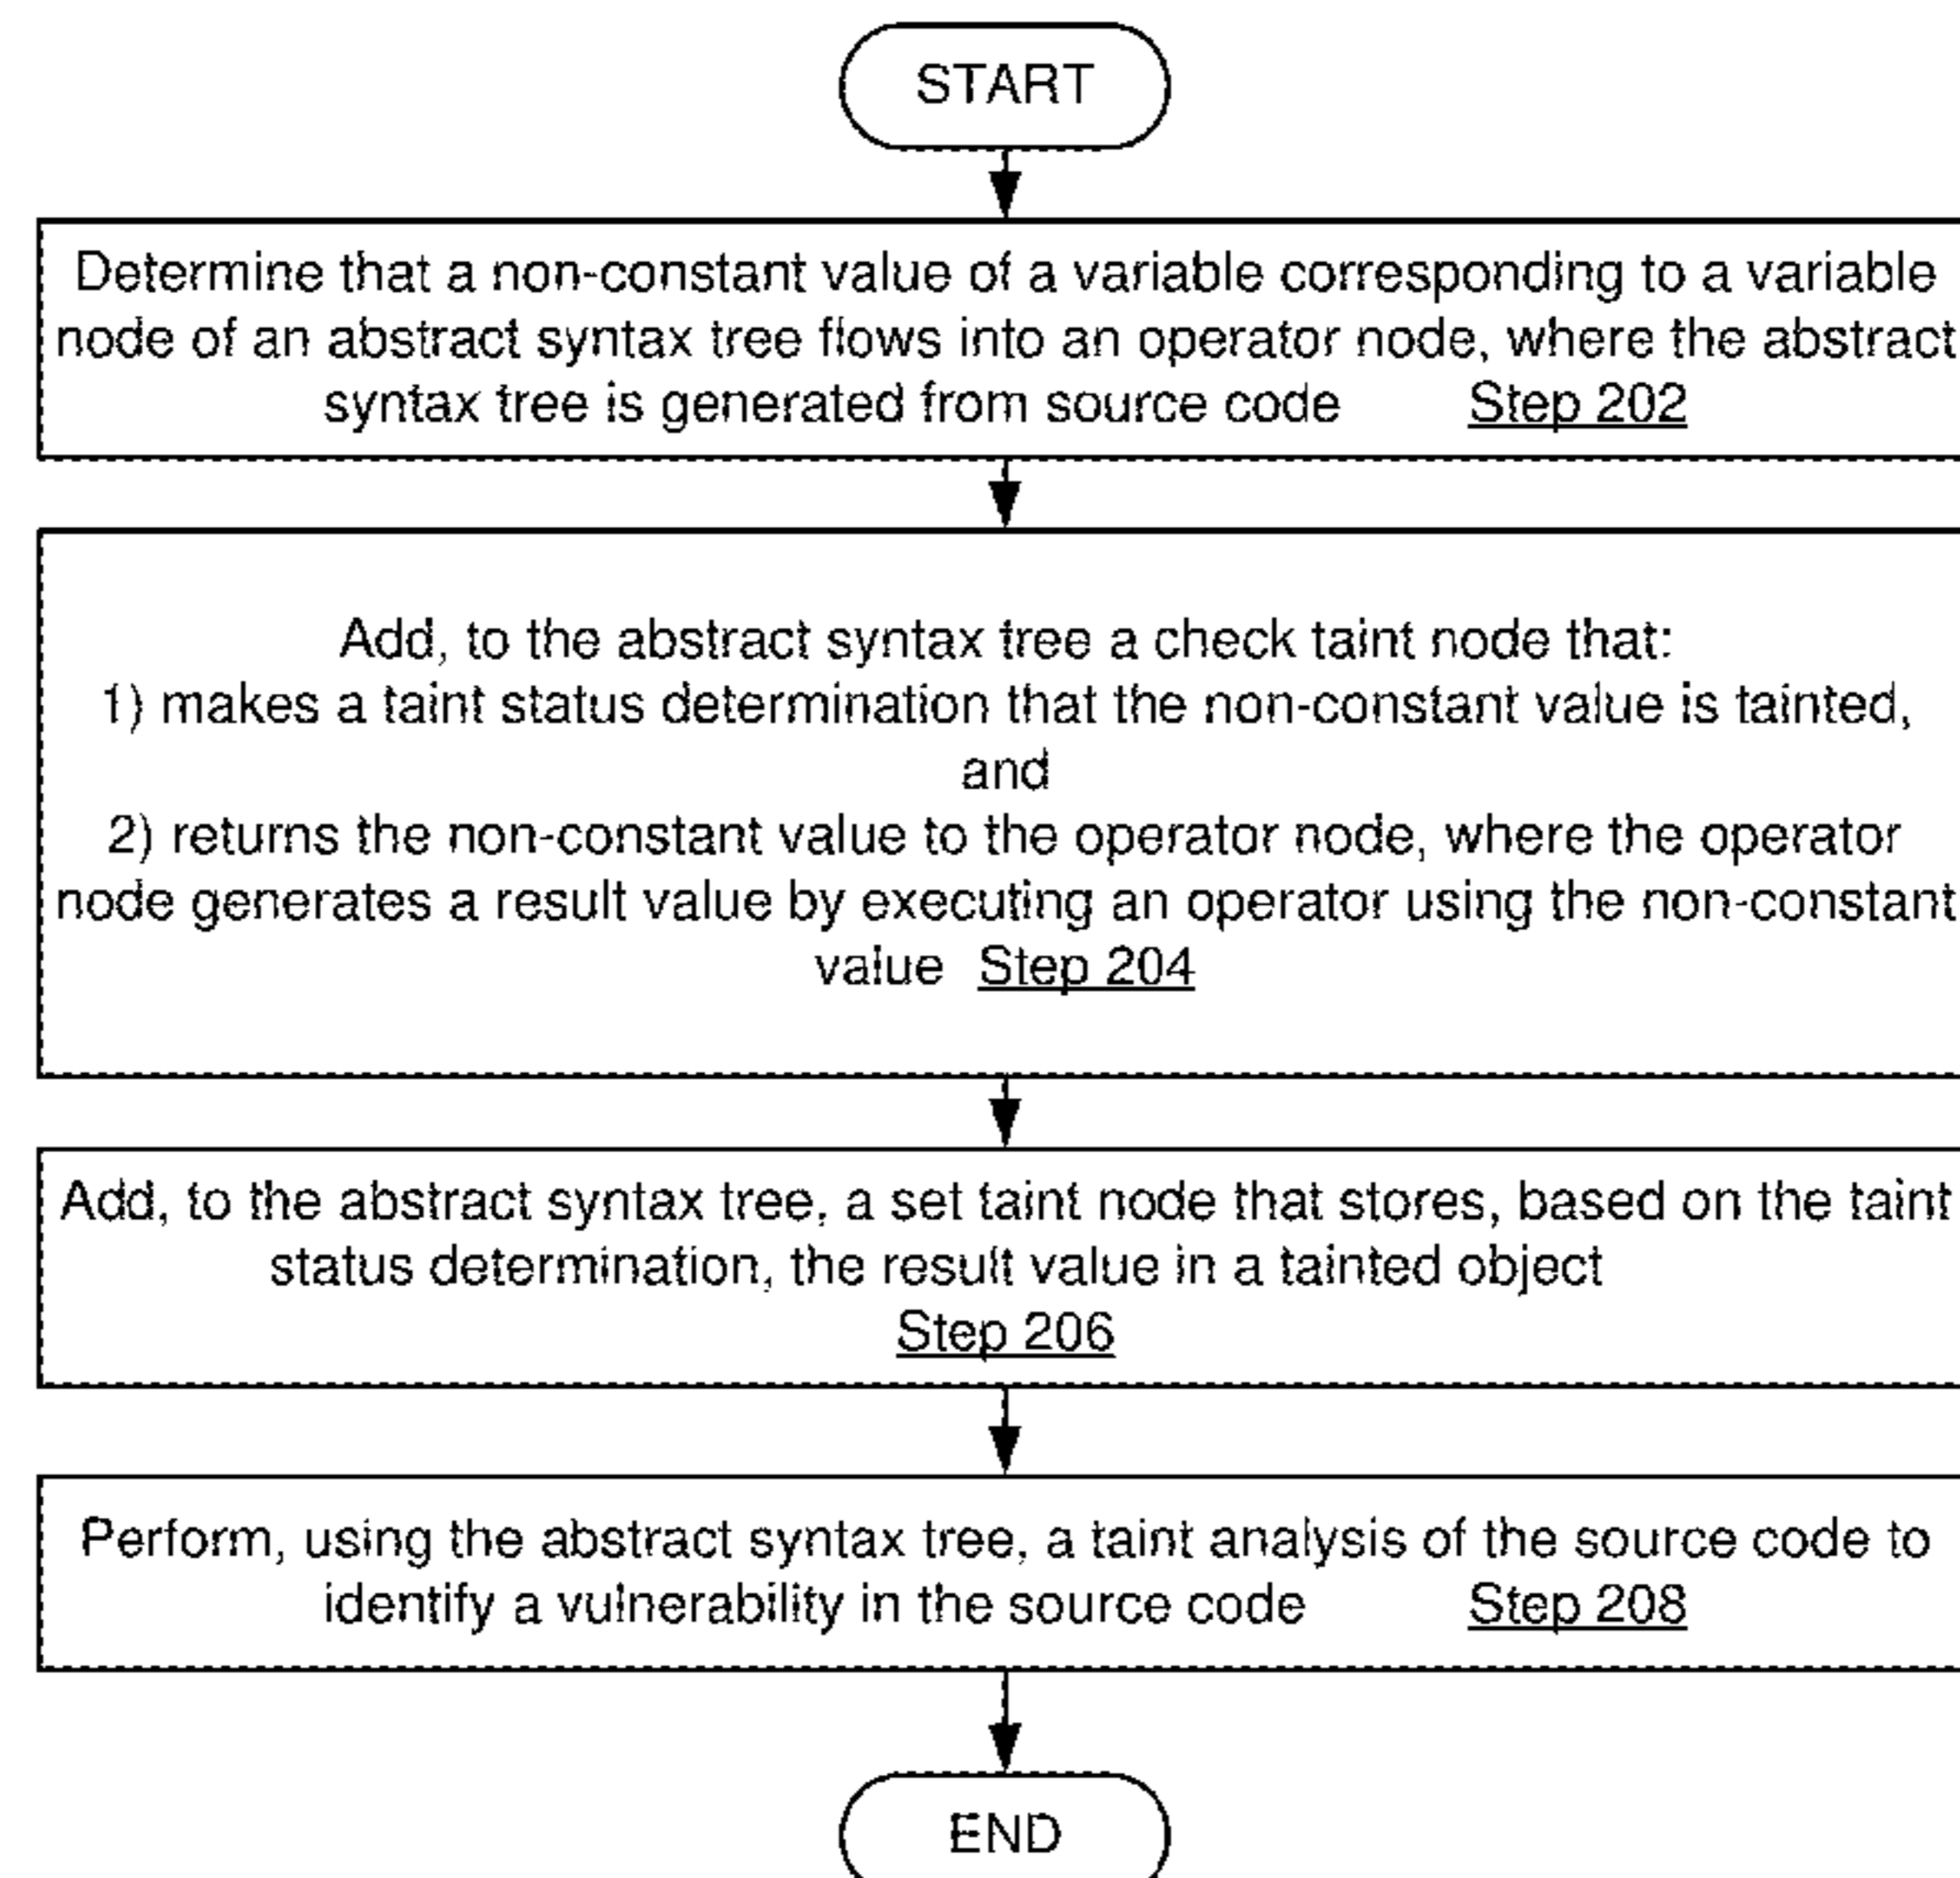 START
Determine that a non-constant value of a variable corresponding to a variable
node of an abstract syntax tree flows into an operator node, where the abstract
syntax tree is generated from source code Step 202
Add, to the abstract syntax tree a check taint node that:
1) makes a taint status determination that the non-constant value is tainted,
and
2) returns the non-constant value to the operator node, where the operator
node generates a result value by executing an operator using the non-constant
value Step 204
Add, to the abstract syntax tree, a set taint node that stores, based on the taint
status determination, the result value in a tainted object
Step 206
Perform, using the abstract syntax tree, a taint analysis of the source code to
identify a vulnerability in the source code Step 208
END